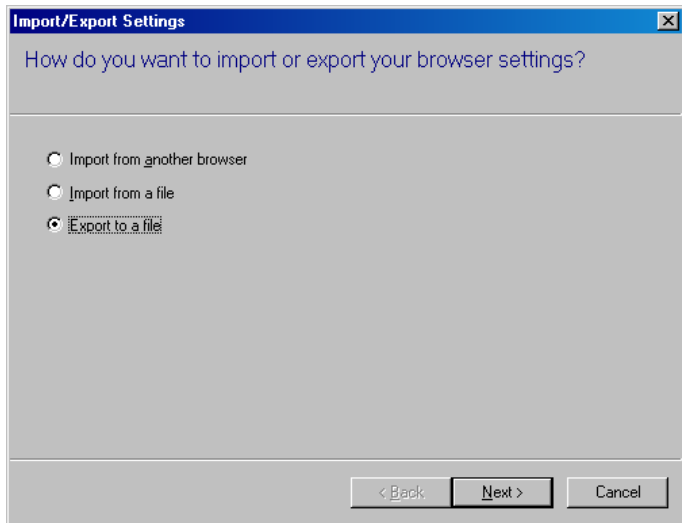 Import/Export Settings
How do you want to import or export your browser settings?
Import from another browser
Import from a file
Export to a file
< Back
Next >
Cancel